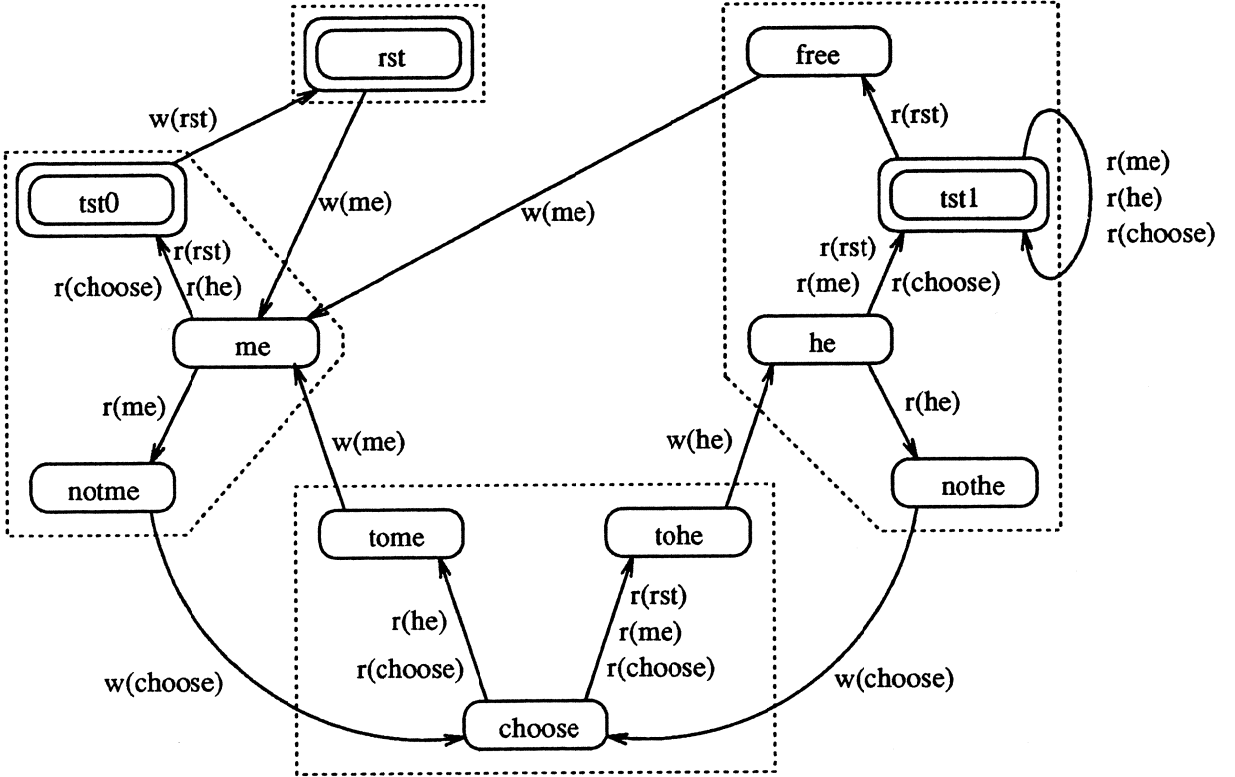 rst
free
w(rst)
r(rst)
tst0
w(me)
w(me)
tst1
r(me)
r(he)
r(choose)
r(rst)
r(choose)
r(he)
r(rst)
r(me)
r(choose)
me
he
r(me)
r(he)
w(me)
w(he)
notme
nothe
tome
tohe
r(he)
r(choose)
r(rst)
r(me)
r(choose)
w(choose)
w(choose)
choose